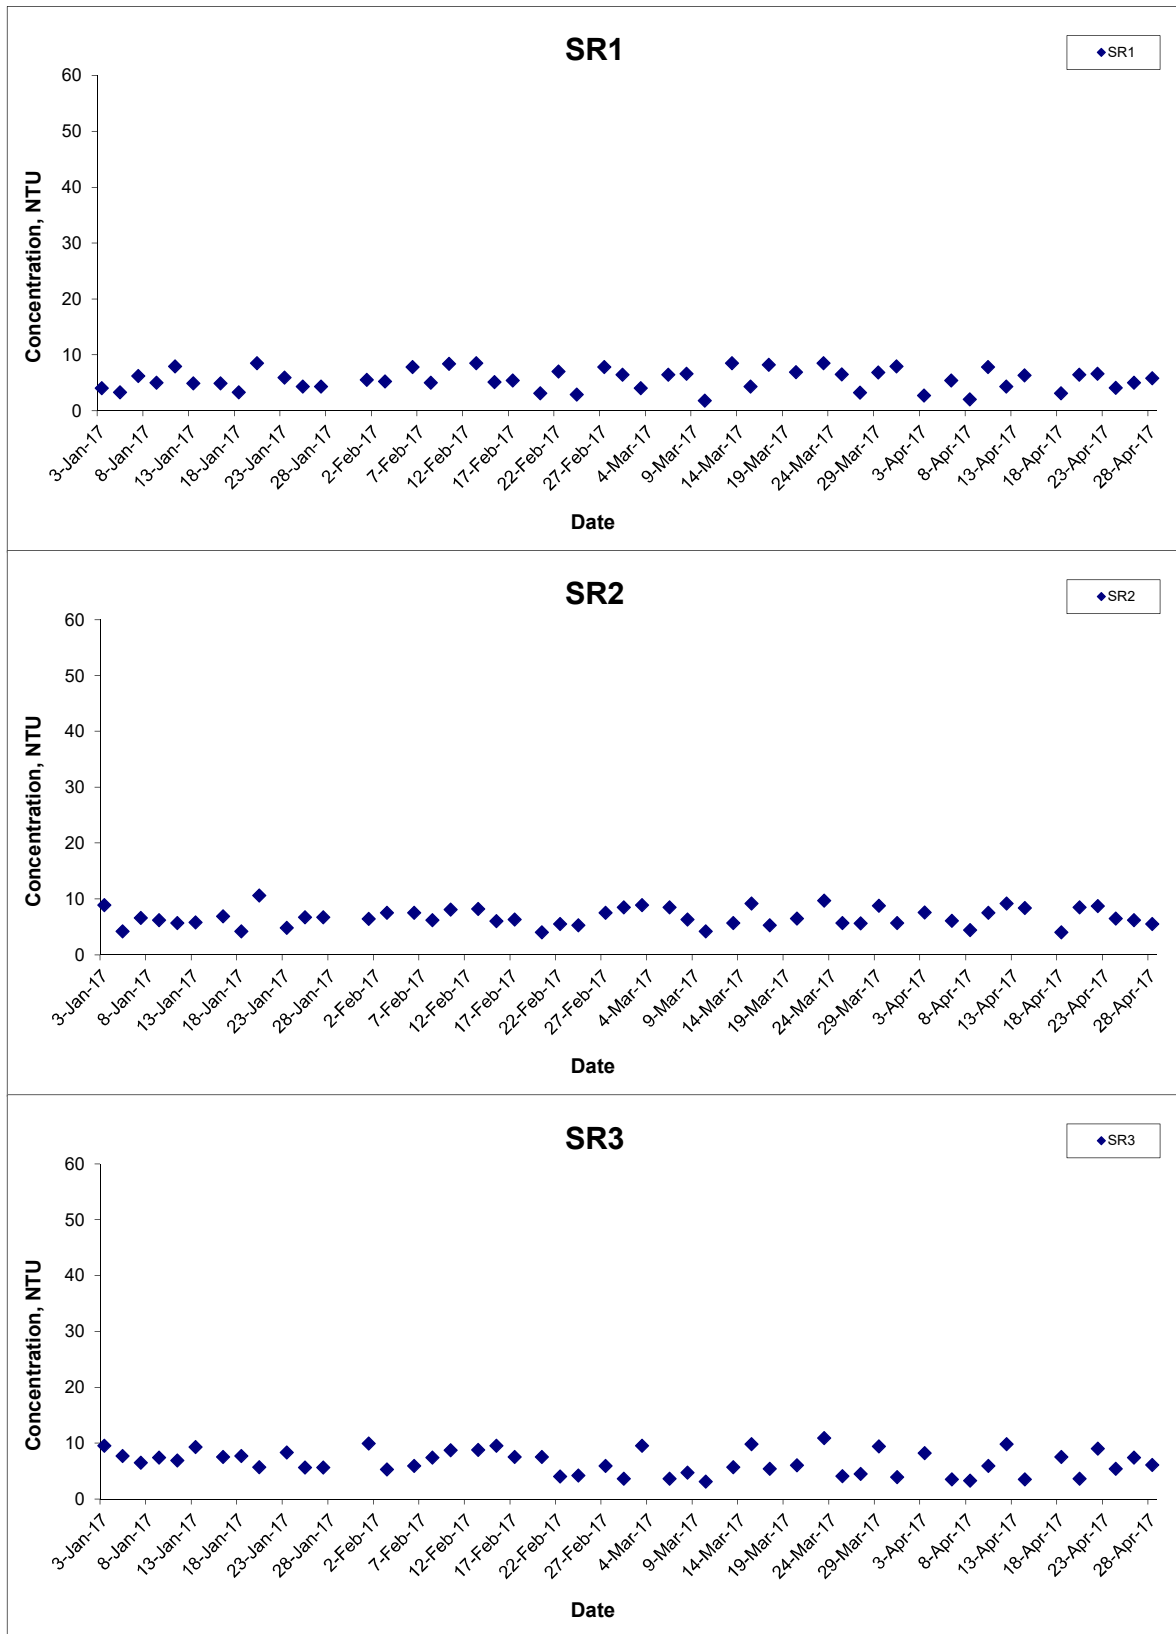 SR1
SR1
60
50
40
30
20
10
0
Concentration, NTU
3-Jan-17
8-Jan-17
13-Jan-17
18-Jan-17
23-Jan-17
28-Jan-17
2-Feb-17
7-Feb-17
12-Feb-17
17-Feb-17
22-Feb-17
27-Feb-17
4-Mar-17
9-Mar-17
14-Mar-17
19-Mar-17
24-Mar-17
29-Mar-17
3-Apr-17
8-Apr-17
13-Apr-17
18-Apr-17
23-Apr-17
28-Apr-17
Date
SR2
SR2
60
50
40
30
20
10
0
Concentration, NTU
3-Jan-17
8-Jan-17
13-Jan-17
18-Jan-17
23-Jan-17
28-Jan-17
2-Feb-17
7-Feb-17
12-Feb-17
17-Feb-17
22-Feb-17
27-Feb-17
4-Mar-17
9-Mar-17
14-Mar-17
19-Mar-17
24-Mar-17
29-Mar-17
3-Apr-17
8-Apr-17
13-Apr-17
18-Apr-17
23-Apr-17
28-Apr-17
Date
SR3
SR3
60
50
40
30
20
10
0
Concentration, NTU
3-Jan-17
8-Jan-17
13-Jan-17
18-Jan-17
23-Jan-17
28-Jan-17
2-Feb-17
7-Feb-17
12-Feb-17
17-Feb-17
22-Feb-17
27-Feb-17
4-Mar-17
9-Mar-17
14-Mar-17
19-Mar-17
24-Mar-17
29-Mar-17
3-Apr-17
8-Apr-17
13-Apr-17
18-Apr-17
23-Apr-17
28-Apr-17
Date